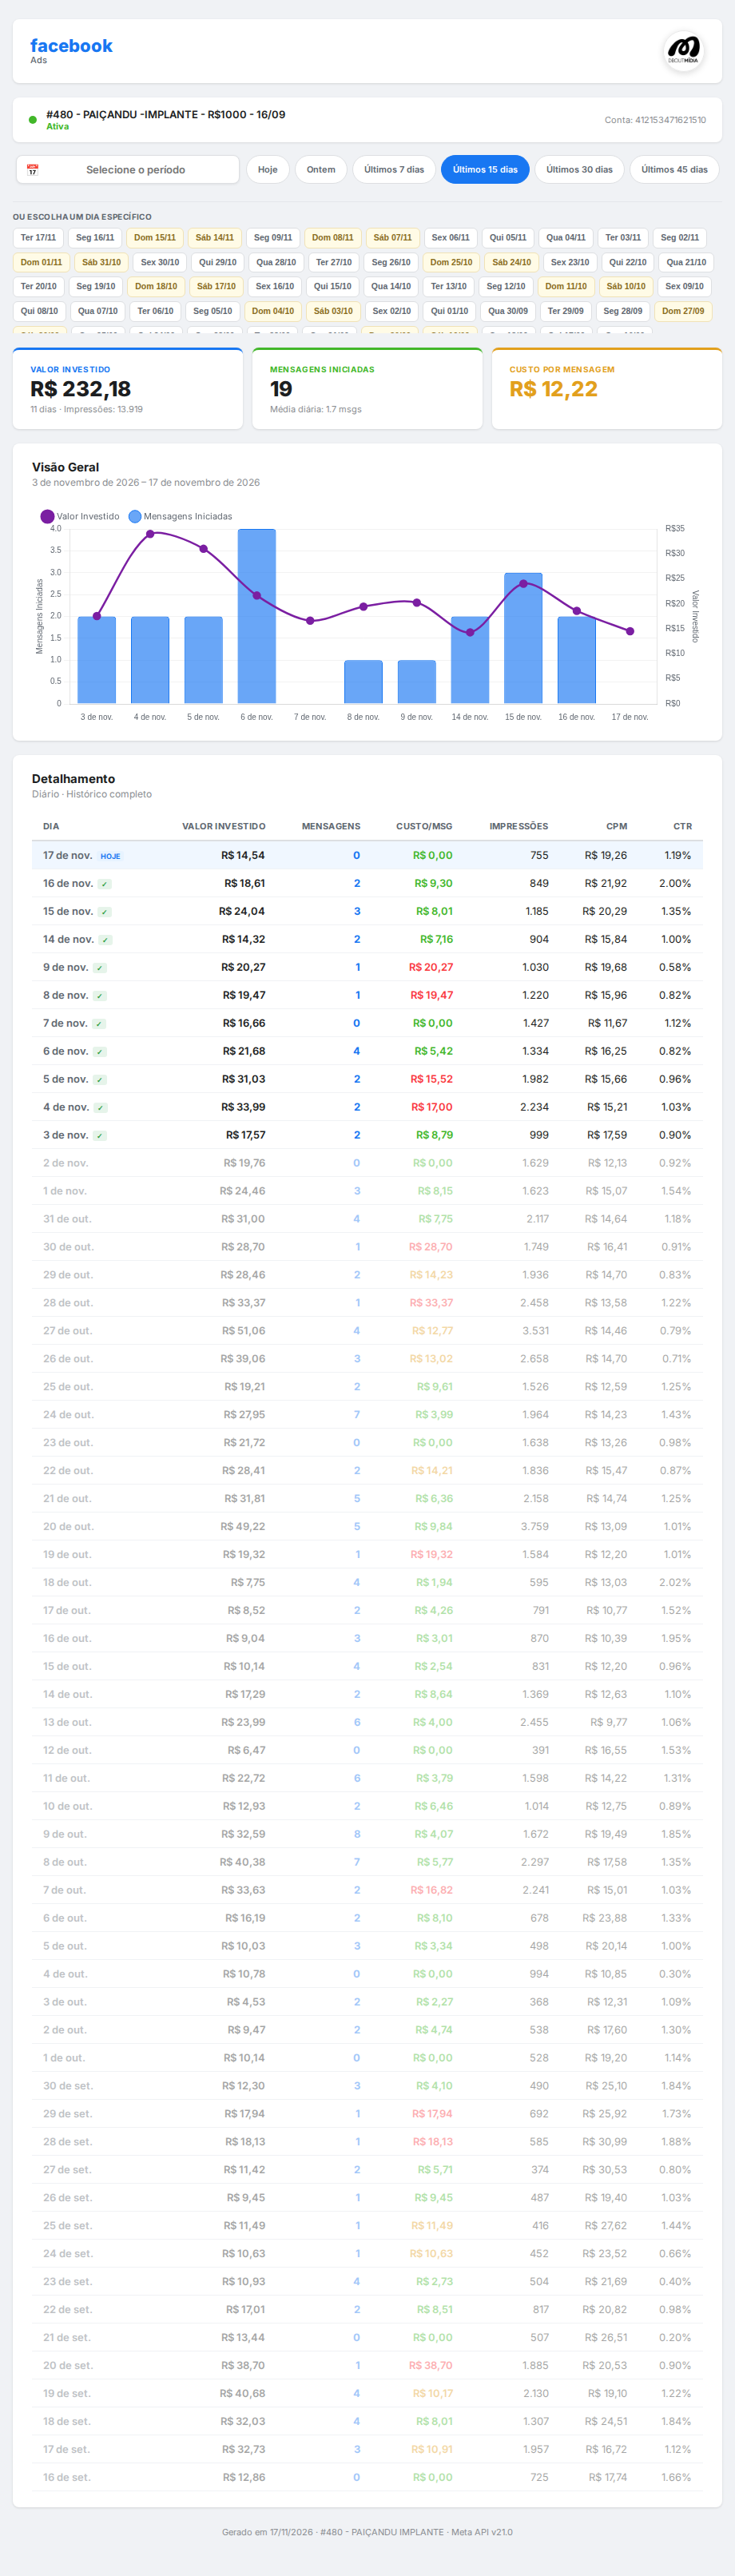 facebook
Ads
DECUTMÍDIA
#480 - PAIÇANDU -IMPLANTE - R$1000 - 16/09
Ativa
Conta: 412153471621510
Selecione o período Hoje Ontem Últimos 7 dias Últimos 15 dias Últimos 30 dias Últimos 45 dias
OU ESCOLHA UM DIA ESPECÍFICO
Ter 17/11 Seg 16/11 Dom 15/11 Sáb 14/11 Seg 09/11 Dom 08/11 Sáb 07/11 Sex 06/11 Qui 05/11 Qua 04/11 Ter 03/11 Seg 02/11
Dom 01/11 Sáb 31/10 Sex 30/10 Qui 29/10 Qua 28/10 Ter 27/10 Seg 26/10 Dom 25/10 Sáb 24/10 Sex 23/10 Qui 22/10 Qua 21/10
Ter 20/10 Seg 19/10 Dom 18/10 Sáb 17/10 Sex 16/10 Qui 15/10 Qua 14/10 Ter 13/10 Seg 12/10 Dom 11/10 Sáb 10/10 Sex 09/10
Qui 08/10 Qua 07/10 Ter 06/10 Seg 05/10 Dom 04/10 Sáb 03/10 Sex 02/10 Qui 01/10 Qua 30/09 Ter 29/09 Seg 28/09 Dom 27/09
VALOR INVESTIDO
R$ 232,18
11 dias · Impressões: 13.919
MENSAGENS INICIADAS
19
Média diária: 1.7 msgs
CUSTO POR MENSAGEM
R$ 12,22
Visão Geral
3 de novembro de 2026 – 17 de novembro de 2026
Valor Investido Mensagens Iniciadas
4.0 R$35
3.5 R$30
3.0 R$25
2.5 R$20
2.0 R$15
1.5 R$10
1.0 R$5
0.5 R$0
0
Mensagens Iniciadas
Valor Investido
3 de nov. 4 de nov. 5 de nov. 6 de nov. 7 de nov. 8 de nov. 9 de nov. 14 de nov. 15 de nov. 16 de nov. 17 de nov.
Detalhamento
Diário · Histórico completo
DIA VALOR INVESTIDO MENSAGENS CUSTO/MSG IMPRESSÕES CPM CTR
17 de nov. HOJE R$ 14,54 0 R$ 0,00 755 R$ 19,26 1.19%
16 de nov. ✓ R$ 18,61 2 R$ 9,30 849 R$ 21,92 2.00%
15 de nov. ✓ R$ 24,04 3 R$ 8,01 1.185 R$ 20,29 1.35%
14 de nov. ✓ R$ 14,32 2 R$ 7,16 904 R$ 15,84 1.00%
9 de nov. ✓ R$ 20,27 1 R$ 20,27 1.030 R$ 19,68 0.58%
8 de nov. ✓ R$ 19,47 1 R$ 19,47 1.220 R$ 15,96 0.82%
7 de nov. ✓ R$ 16,66 0 R$ 0,00 1.427 R$ 11,67 1.12%
6 de nov. ✓ R$ 21,68 4 R$ 5,42 1.334 R$ 16,25 0.82%
5 de nov. ✓ R$ 31,03 2 R$ 15,52 1.982 R$ 15,66 0.96%
4 de nov. ✓ R$ 33,99 2 R$ 17,00 2.234 R$ 15,21 1.03%
3 de nov. ✓ R$ 17,57 2 R$ 8,79 999 R$ 17,59 0.90%
2 de nov. R$ 19,76 0 R$ 0,00 1.629 R$ 12,13 0.92%
1 de nov. R$ 24,46 3 R$ 8,15 1.623 R$ 15,07 1.54%
31 de out. R$ 31,00 4 R$ 7,75 2.117 R$ 14,64 1.18%
30 de out. R$ 28,70 1 R$ 28,70 1.749 R$ 16,41 0.91%
29 de out. R$ 28,46 2 R$ 14,23 1.936 R$ 14,70 0.83%
28 de out. R$ 33,37 1 R$ 33,37 2.458 R$ 13,58 1.22%
27 de out. R$ 51,06 4 R$ 12,77 3.531 R$ 14,46 0.79%
26 de out. R$ 39,06 3 R$ 13,02 2.658 R$ 14,70 0.71%
25 de out. R$ 19,21 2 R$ 9,61 1.526 R$ 12,59 1.25%
24 de out. R$ 27,95 7 R$ 3,99 1.964 R$ 14,23 1.43%
23 de out. R$ 21,72 0 R$ 0,00 1.638 R$ 13,26 0.98%
22 de out. R$ 28,41 2 R$ 14,21 1.836 R$ 15,47 0.87%
21 de out. R$ 31,81 5 R$ 6,36 2.158 R$ 14,74 1.25%
20 de out. R$ 49,22 5 R$ 9,84 3.759 R$ 13,09 1.01%
19 de out. R$ 19,32 1 R$ 19,32 1.584 R$ 12,20 1.01%
18 de out. R$ 7,75 4 R$ 1,94 595 R$ 13,03 2.02%
17 de out. R$ 8,52 2 R$ 4,26 791 R$ 10,77 1.52%
16 de out. R$ 9,04 3 R$ 3,01 870 R$ 10,39 1.95%
15 de out. R$ 10,14 4 R$ 2,54 831 R$ 12,20 0.96%
14 de out. R$ 17,29 2 R$ 8,64 1.369 R$ 12,63 1.10%
13 de out. R$ 23,99 6 R$ 4,00 2.455 R$ 9,77 1.06%
12 de out. R$ 6,47 0 R$ 0,00 391 R$ 16,55 1.53%
11 de out. R$ 22,72 6 R$ 3,79 1.598 R$ 14,22 1.31%
10 de out. R$ 12,93 2 R$ 6,46 1.014 R$ 12,75 0.89%
9 de out. R$ 32,59 8 R$ 4,07 1.672 R$ 19,49 1.85%
8 de out. R$ 40,38 7 R$ 5,77 2.297 R$ 17,58 1.35%
7 de out. R$ 33,63 2 R$ 16,82 2.241 R$ 15,01 1.03%
6 de out. R$ 16,19 2 R$ 8,10 678 R$ 23,88 1.33%
5 de out. R$ 10,03 3 R$ 3,34 498 R$ 20,14 1.00%
4 de out. R$ 10,78 0 R$ 0,00 994 R$ 10,85 0.30%
3 de out. R$ 4,53 2 R$ 2,27 368 R$ 12,31 1.09%
2 de out. R$ 9,47 2 R$ 4,74 538 R$ 17,60 1.30%
1 de out. R$ 10,14 0 R$ 0,00 528 R$ 19,20 1.14%
30 de set. R$ 12,30 3 R$ 4,10 490 R$ 25,10 1.84%
29 de set. R$ 17,94 1 R$ 17,94 692 R$ 25,92 1.73%
28 de set. R$ 18,13 1 R$ 18,13 585 R$ 30,99 1.88%
27 de set. R$ 11,42 2 R$ 5,71 374 R$ 30,53 0.80%
26 de set. R$ 9,45 1 R$ 9,45 487 R$ 19,40 1.03%
25 de set. R$ 11,49 1 R$ 11,49 416 R$ 27,62 1.44%
24 de set. R$ 10,63 1 R$ 10,63 452 R$ 23,52 0.66%
23 de set. R$ 10,93 4 R$ 2,73 504 R$ 21,69 0.40%
22 de set. R$ 17,01 2 R$ 8,51 817 R$ 20,82 0.98%
21 de set. R$ 13,44 0 R$ 0,00 507 R$ 26,51 0.20%
20 de set. R$ 38,70 1 R$ 38,70 1.885 R$ 20,53 0.90%
19 de set. R$ 40,68 4 R$ 10,17 2.130 R$ 19,10 1.22%
18 de set. R$ 32,03 4 R$ 8,01 1.307 R$ 24,51 1.84%
17 de set. R$ 32,73 3 R$ 10,91 1.957 R$ 16,72 1.12%
16 de set. R$ 12,86 0 R$ 0,00 725 R$ 17,74 1.66%
Gerado em 17/11/2026 · #480 - PAIÇANDU IMPLANTE · Meta API v21.0